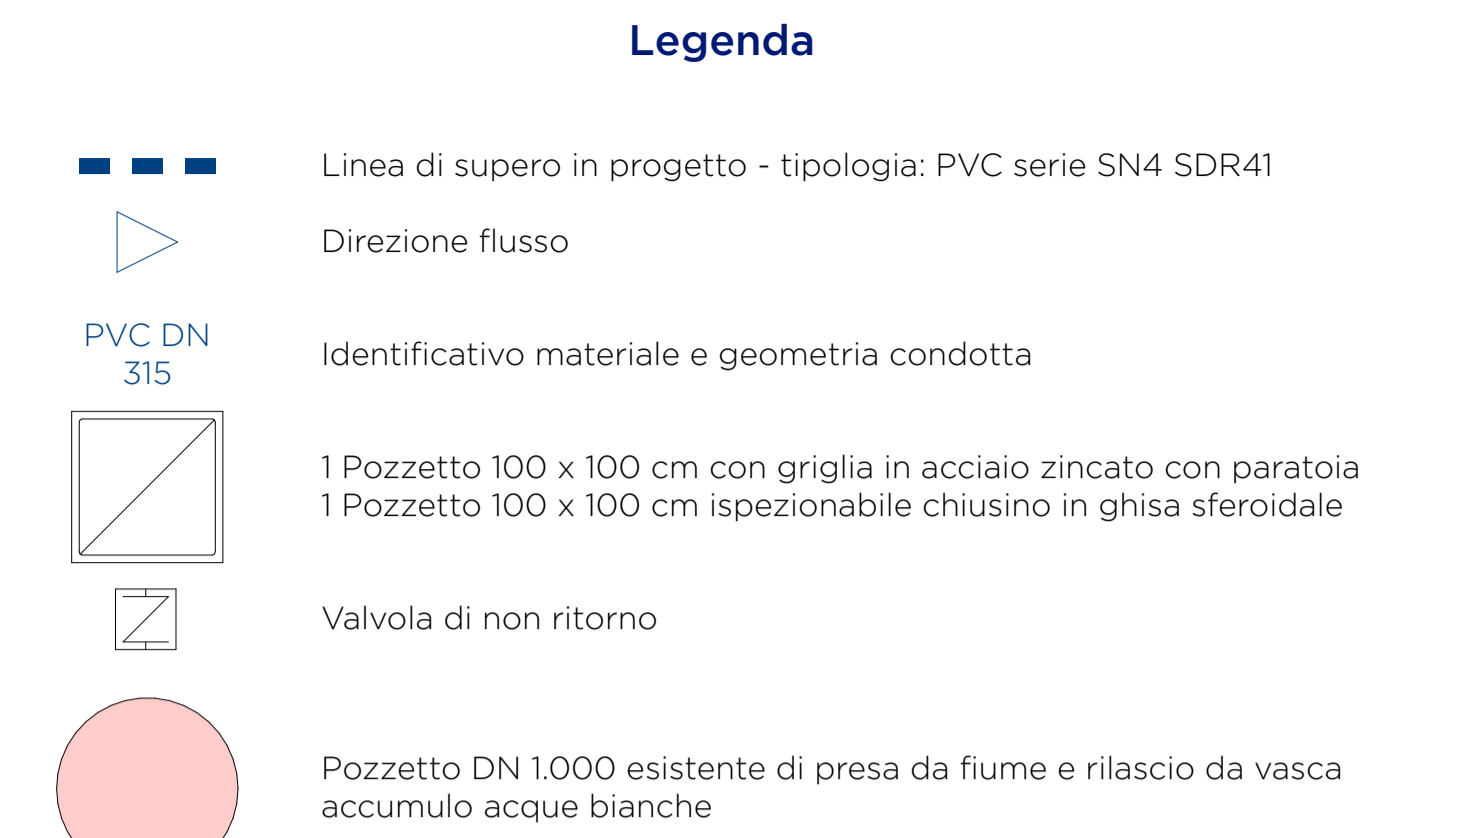 Legenda
Linea di supero in progetto - tipologia: PVC serie SN4 SDR41
Direzione flusso
PVC DN
315
Identificativo materiale e geometria condotta
1 Pozzetto 100 x 100 cm con griglia in acciaio zincato con paratoia
1 Pozzetto 100 x 100 cm ispezionabile chiusino in ghisa sferoidale
Valvola di non ritorno
Pozzetto DN 1.000 esistente di presa da fiume e rilascio da vasca
accumulo acque bianche